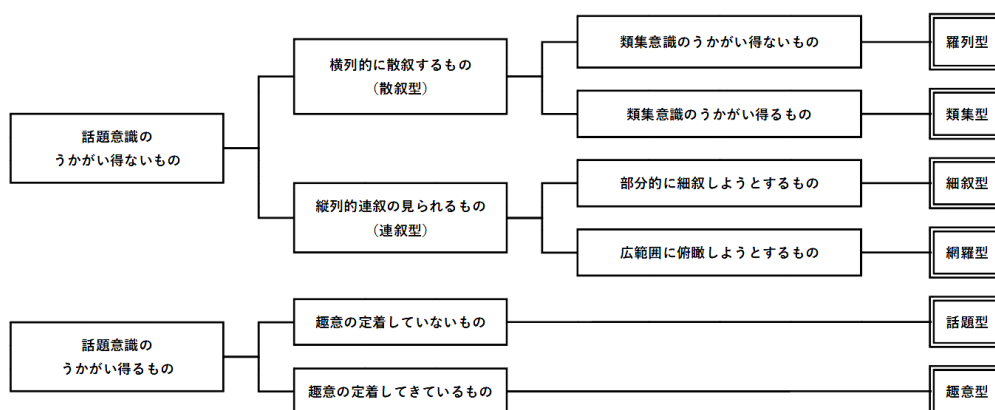 話題意識の
うかがい得ないもの
横列的に散叙するもの
（散叙型）
類集意識のうかがい得ないもの
羅列型
類集意識のうかがい得るもの
類集型
縦列的連叙の見られるもの
（連叙型）
部分的に細叙しようとするもの
細叙型
広範囲に俯瞰しようとするもの
網羅型
話題意識の
うかがい得るもの
趣意の定着していないもの
話題型
趣意の定着してきているもの
趣意型